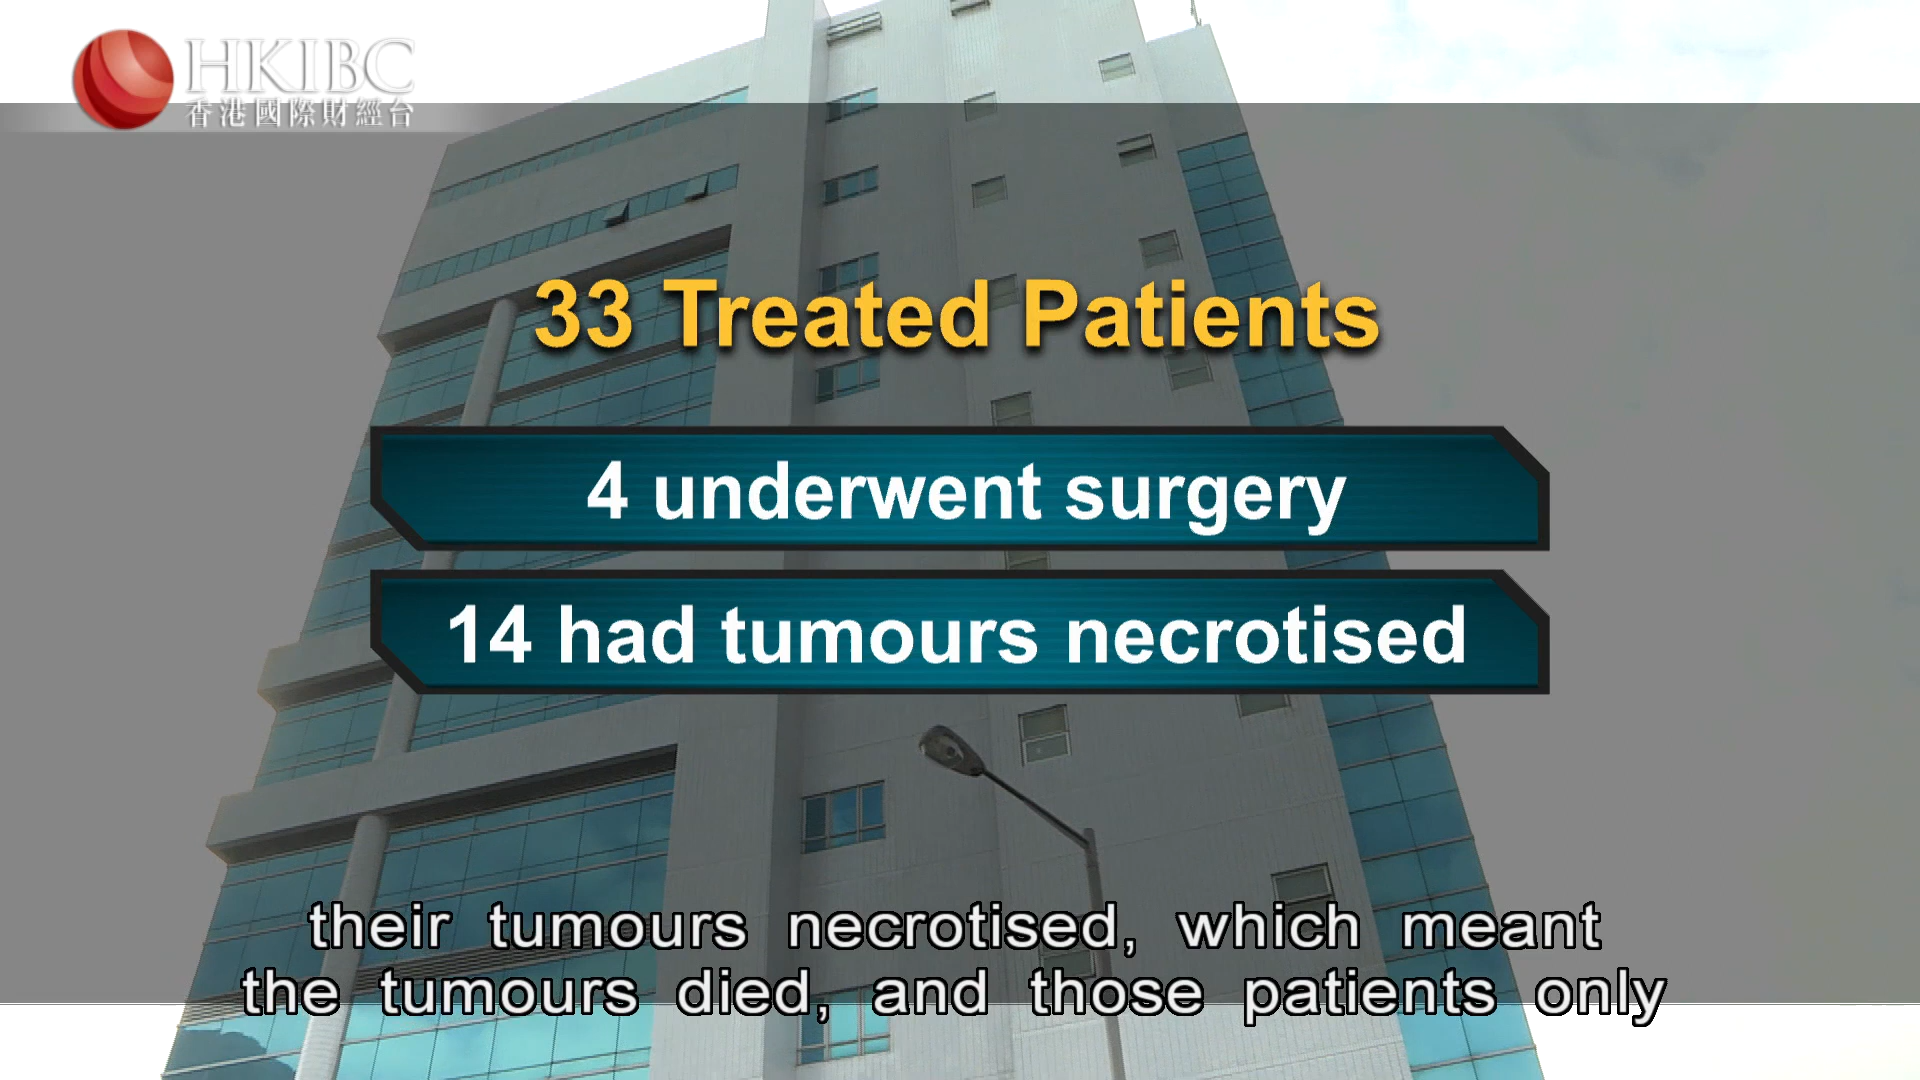 HKIBC
香港國際財經台
33 Treated Patients
4 underwent surgery
14 had tumours necrotised
their tumours necrotised, which meant
the tumours died, and those patients only